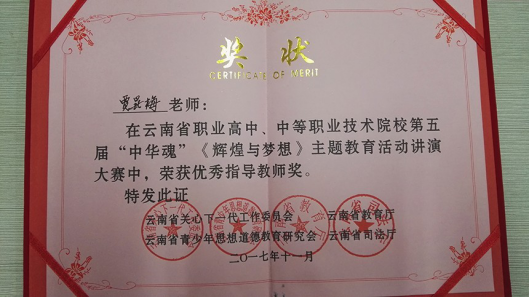 奖状
CERTIFICATE OF MERIT
老师：
在云南省职业高中、中等职业技术院校第五
届“中华魂”《辉煌与梦想》主题教育活动讲演
大赛中，荣获优秀指导教师奖。
特发此证
云南省关心下一代工作委员会 云南省教育厅
云南省青少年思想道德教育研究会 云南省司法厅
二〇一七年十一月